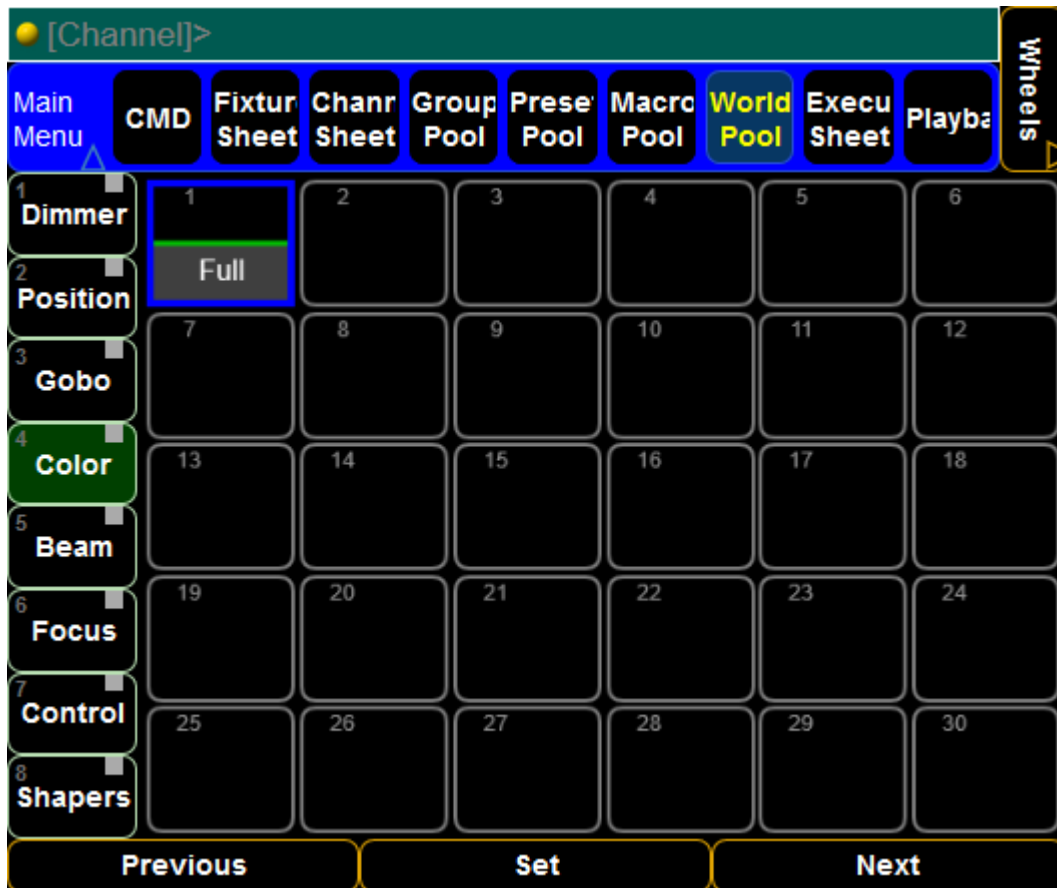 [Channel]>
Wheels
Main Menu
CMD
Fixtur Sheet
Chanr Sheet
Group Pool
Prese Pool
Macro Pool
World Pool
Execu Sheet
Playba
1 Dimmer
2 Position
3 Gobo
4 Color
5 Beam
6 Focus
7 Control
8 Shapers
1 2 3 4 5 6
Full
7 8 9 10 11 12
13 14 15 16 17 18
19 20 21 22 23 24
25 26 27 28 29 30
Previous Set Next